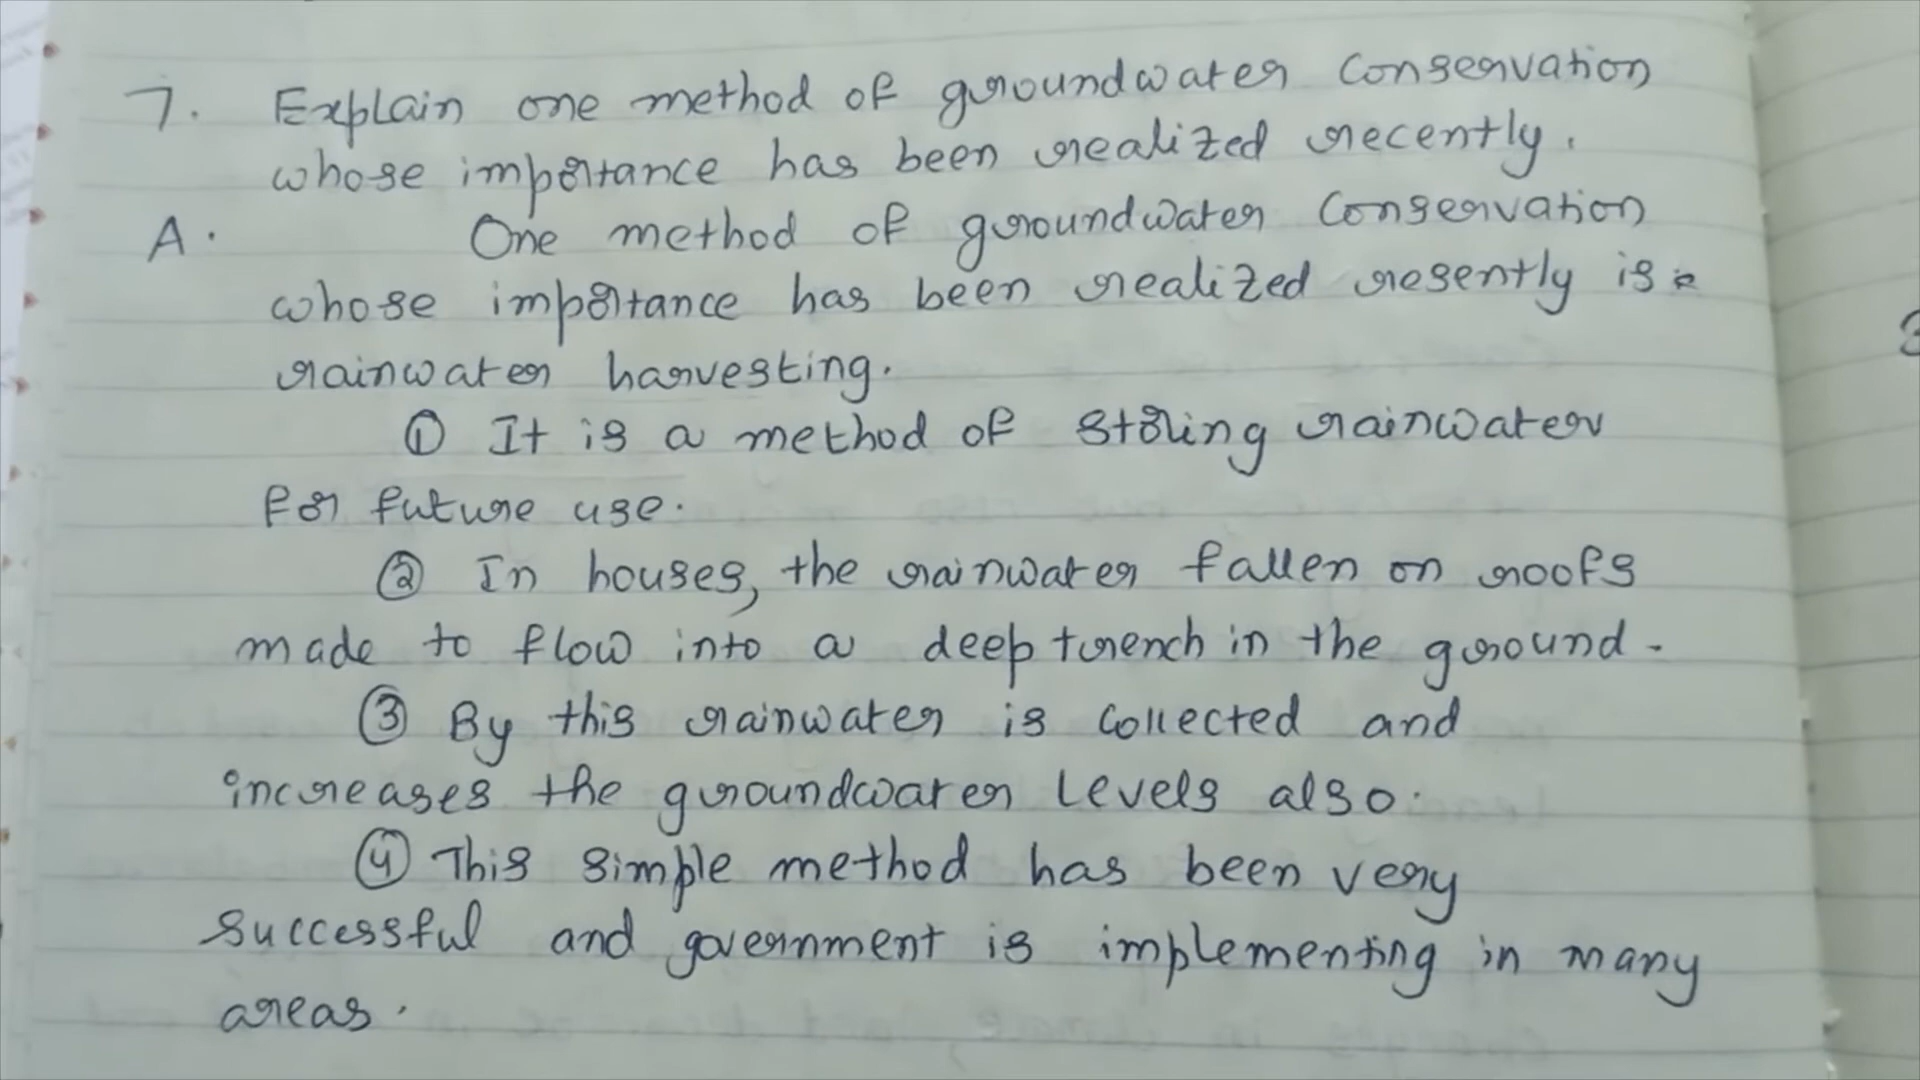 7. Explain one method of groundwater conservation
whose importance has been realized recently.
A. One method of groundwater conservation
whose importance has been realized resently is
rainwater harvesting.
① It is a method of storing rainwater
for future use.
② In houses, the rainwater fallen on roofs
made to flow into a deep trench in the ground.
③ By this rainwater is collected and
increases the groundwater levels also.
④ This simple method has been very
successful and government is implementing in many
areas.